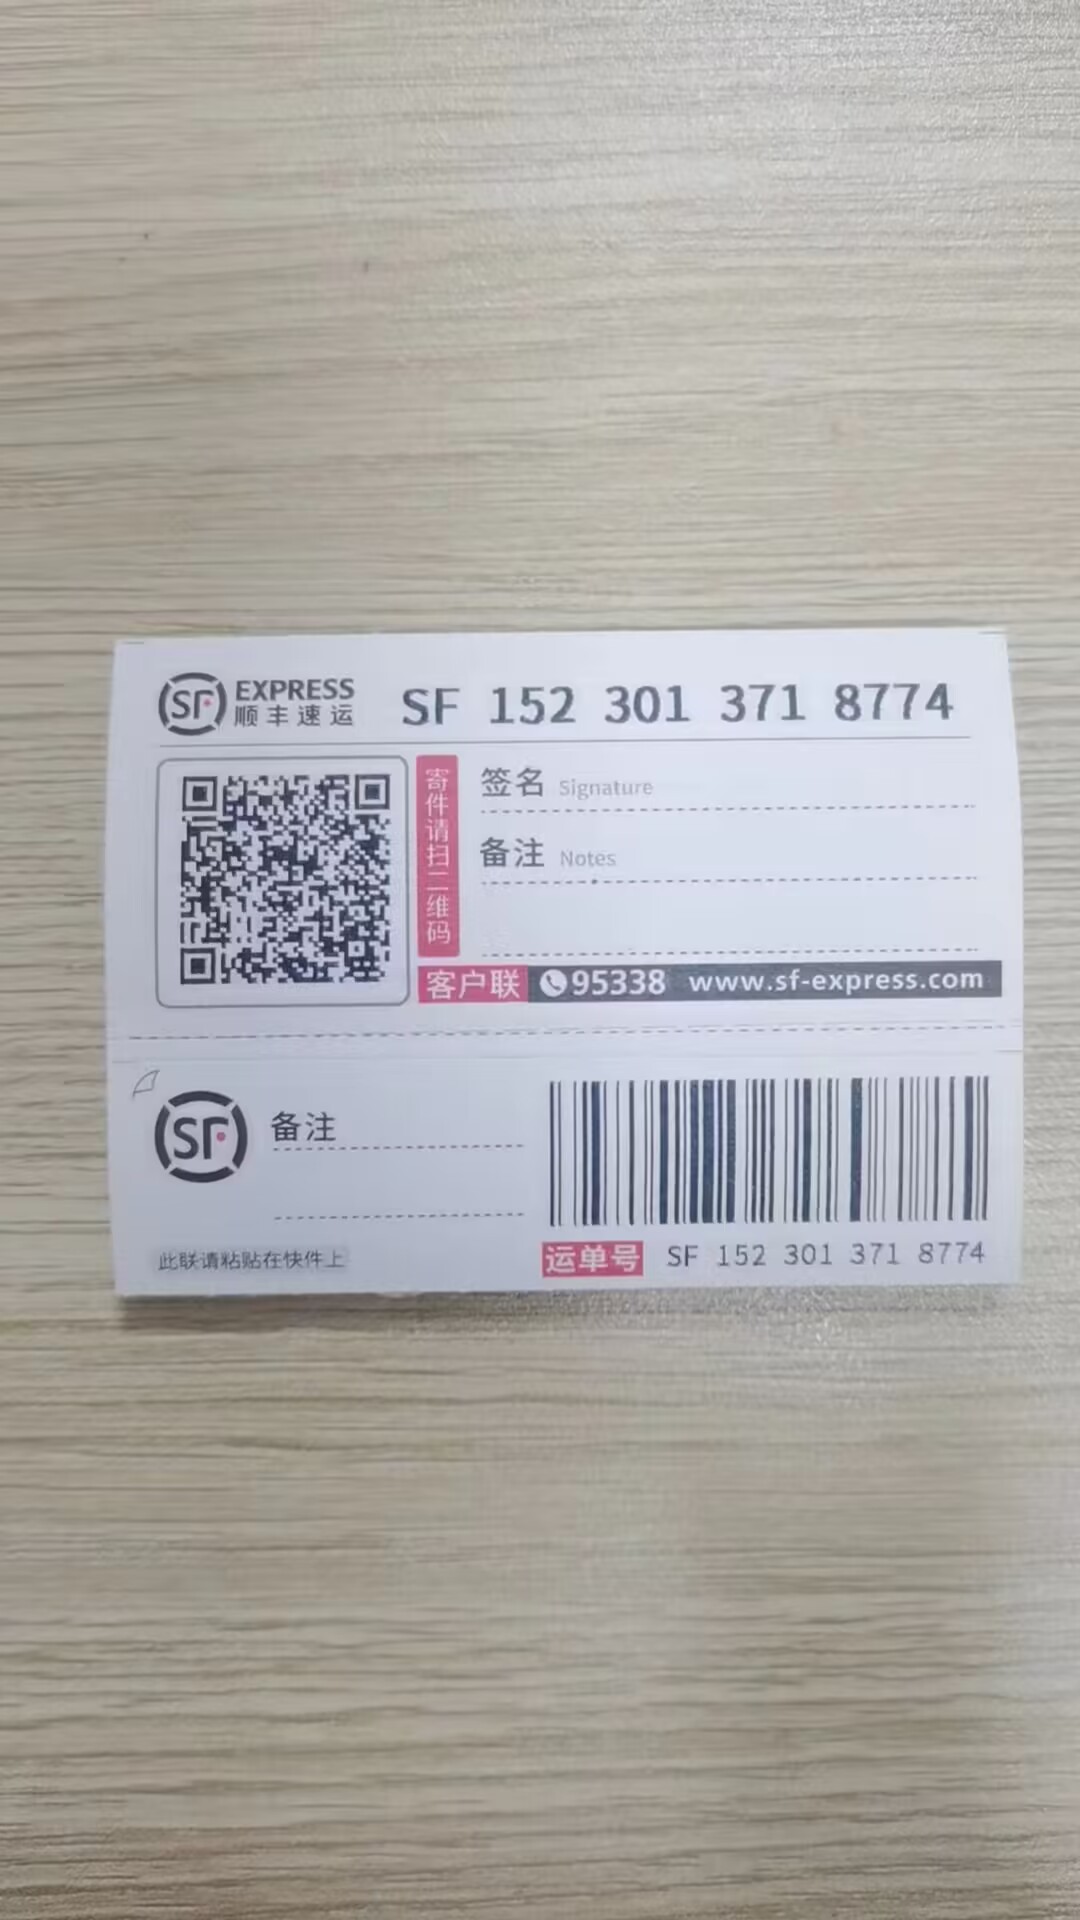 SF EXPRESS
顺丰速运
SF 152 301 371 8774
寄件请扫二维码
签名 Signature
备注 Notes
客户联 95338 www.sf-express.com
SF
备注
此联请粘贴在快件上
运单号 SF 152 301 371 8774